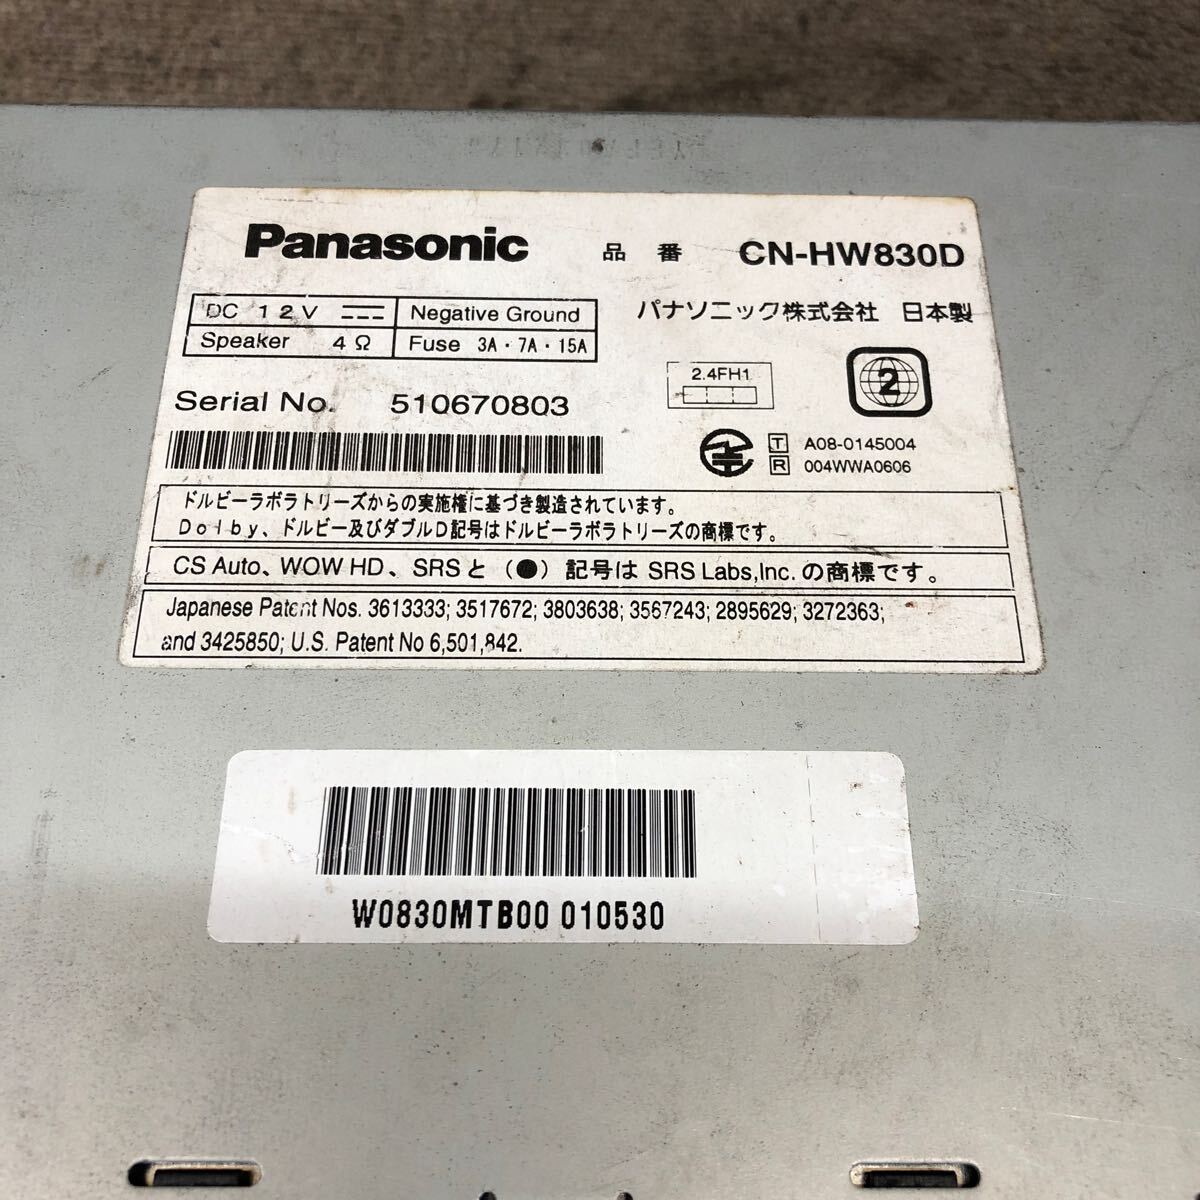 Panasonic 品番 CN-HW830D
DC 12V Negative Ground
Speaker 4Ω Fuse 3A・7A・15A
パナソニック株式会社 日本製
2.4FH1
2
Serial No. 510670803
T A08-0145004
R 004WWA0606
ドルビーラボラトリーズからの実施権に基づき製造されています。
Dolby、ドルビー及びダブルD記号はドルビーラボラトリーズの商標です。
CS Auto、WOW HD、SRSと（●）記号は SRS Labs,Inc.の商標です。
Japanese Patent Nos. 3613333; 3517672; 3803638; 3567243; 2895629; 3272363;
and 3425850; U.S. Patent No 6,501,842.
W0830MTB00 010530